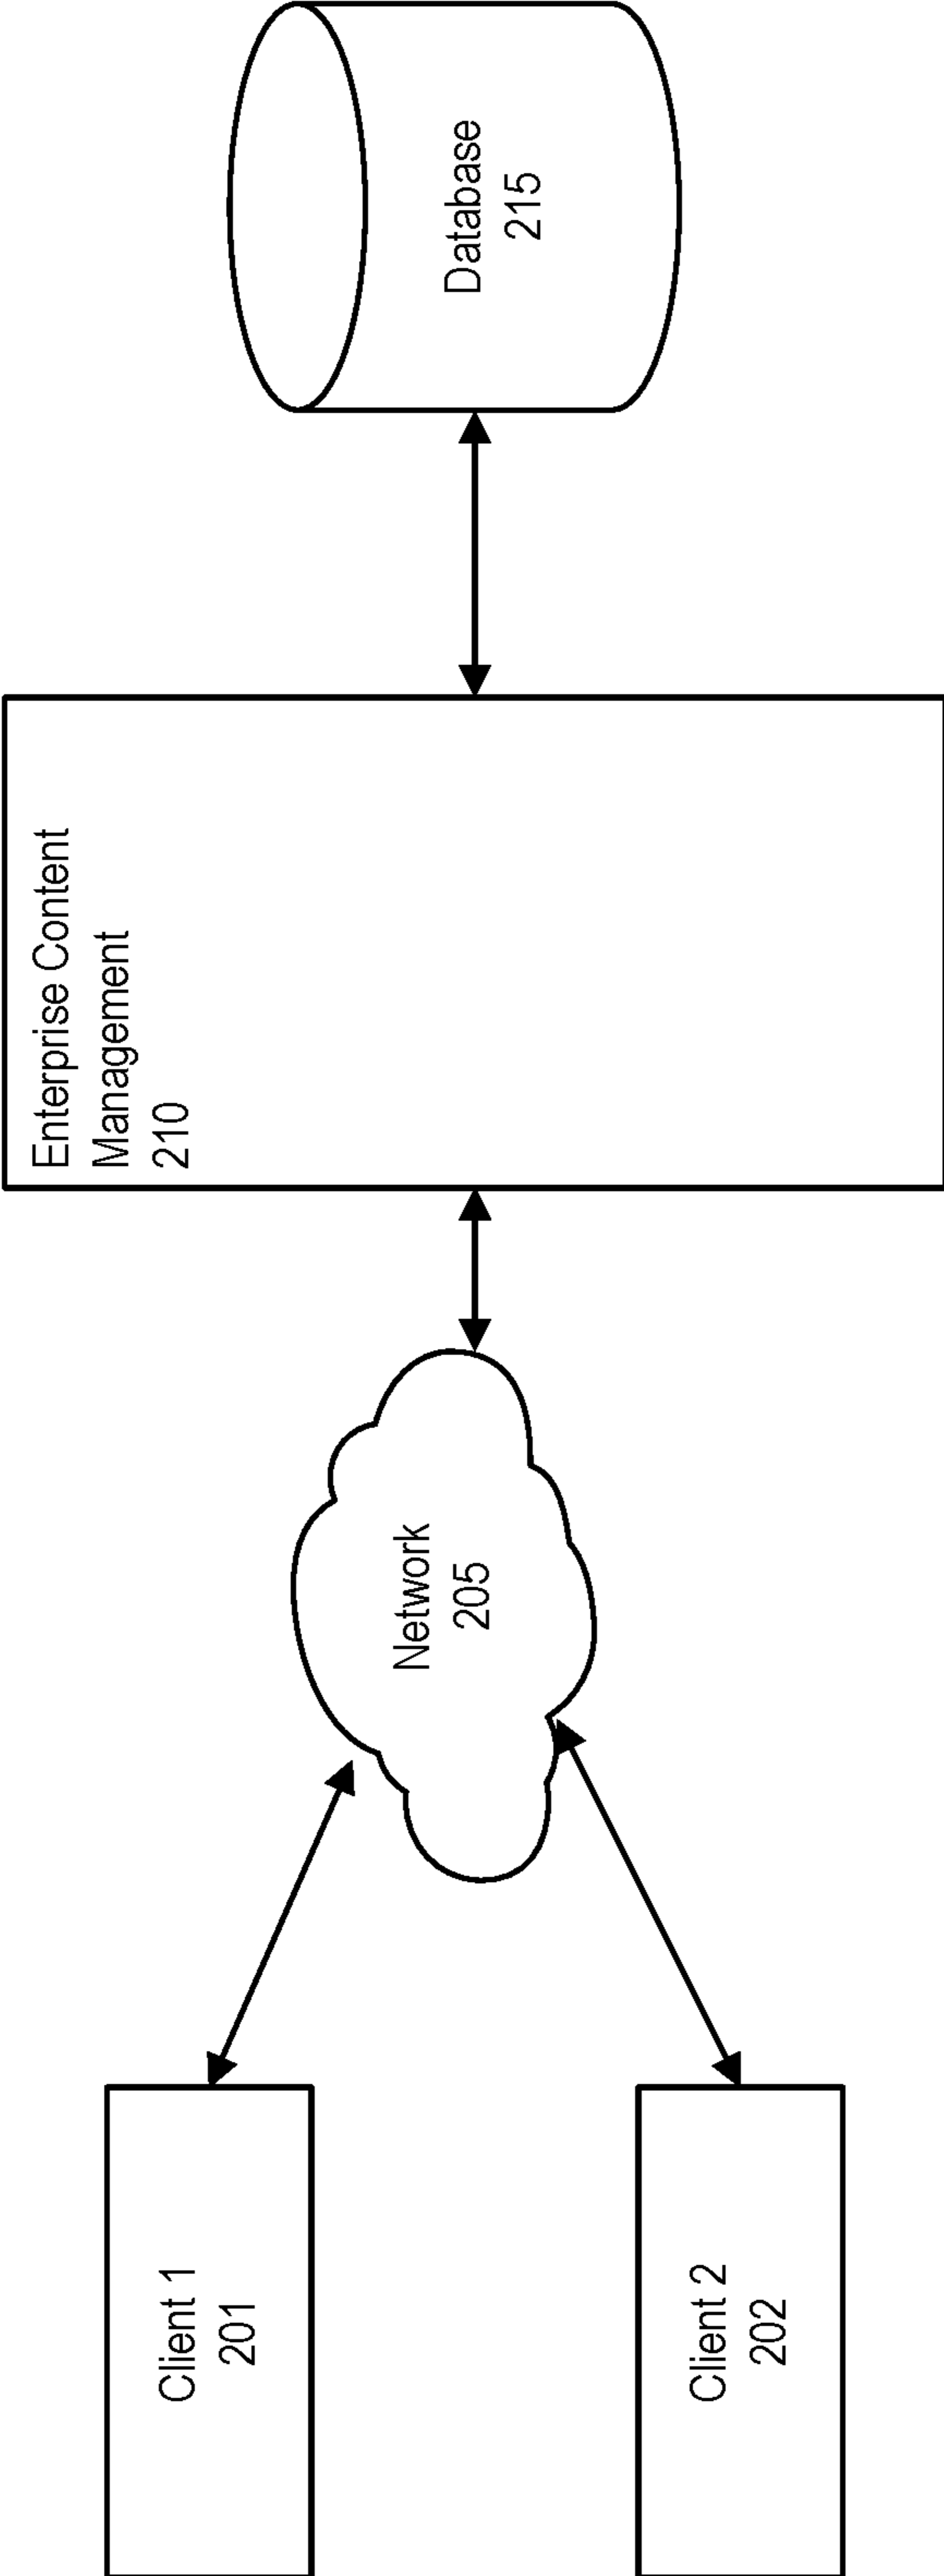 Client 1
201
Client 2
202
Network
205
Enterprise Content
Management
210
Database
215